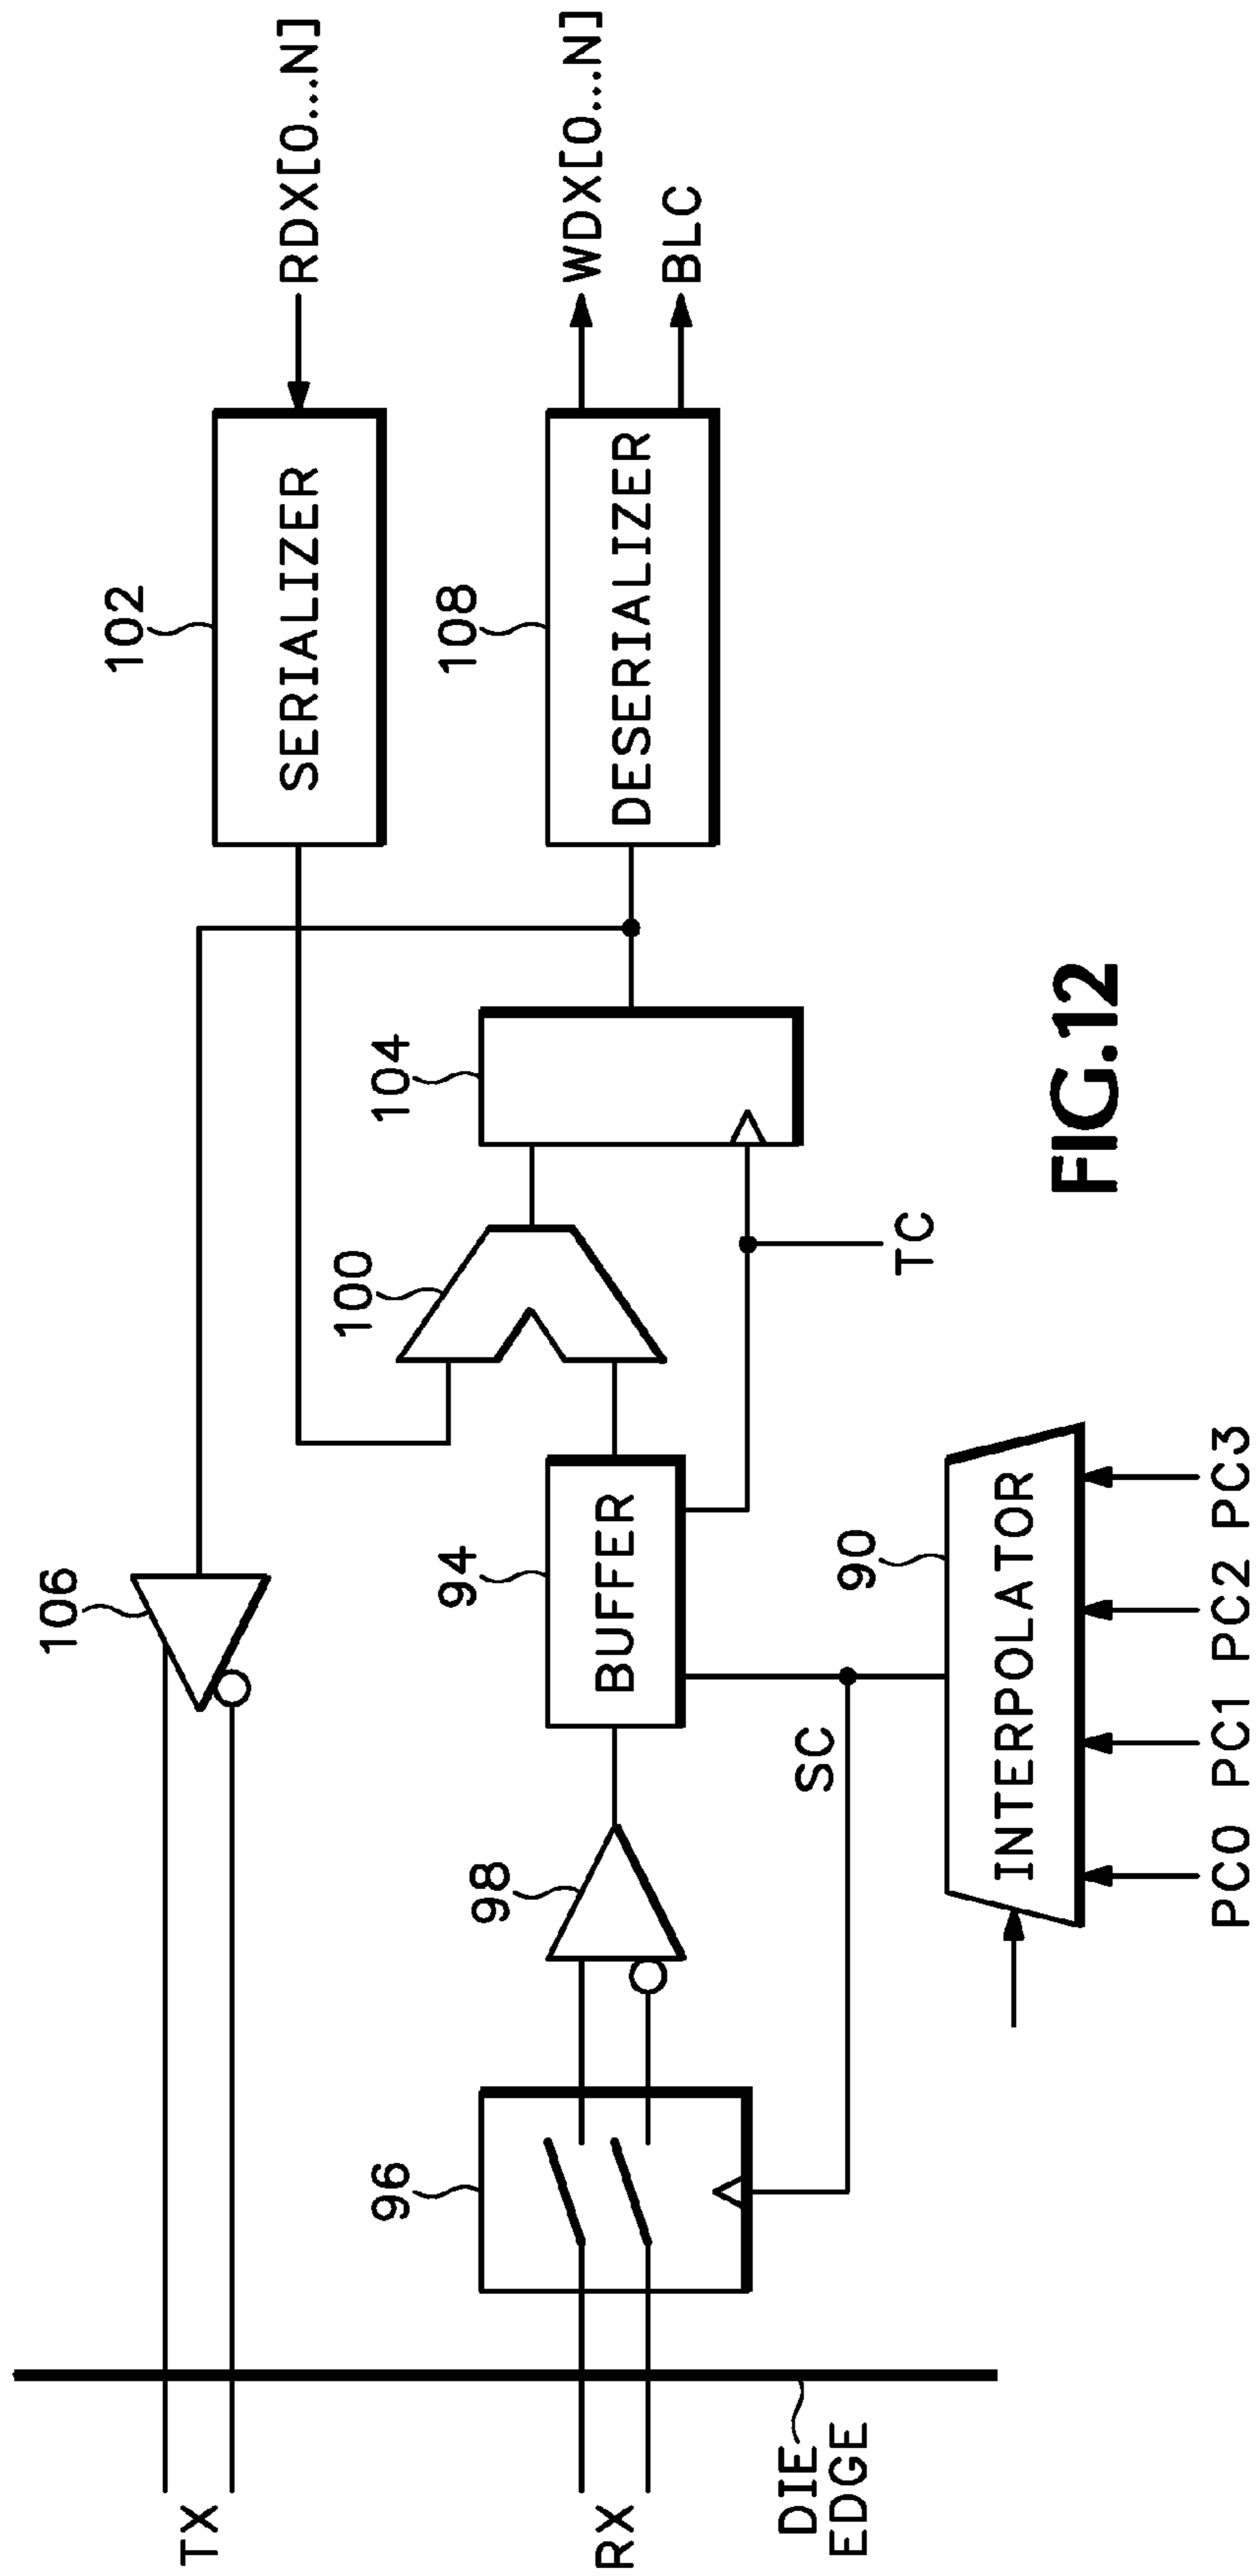 TX
106
102
SERIALIZER
RDX[0...N]
RX
96
98
94
BUFFER
100
104
108
DESERIALIZER
WDX[0...N]
BLC
DIE
EDGE
SC
90
INTERPOLATOR
TC
PC0 PC1 PC2 PC3
FIG.12